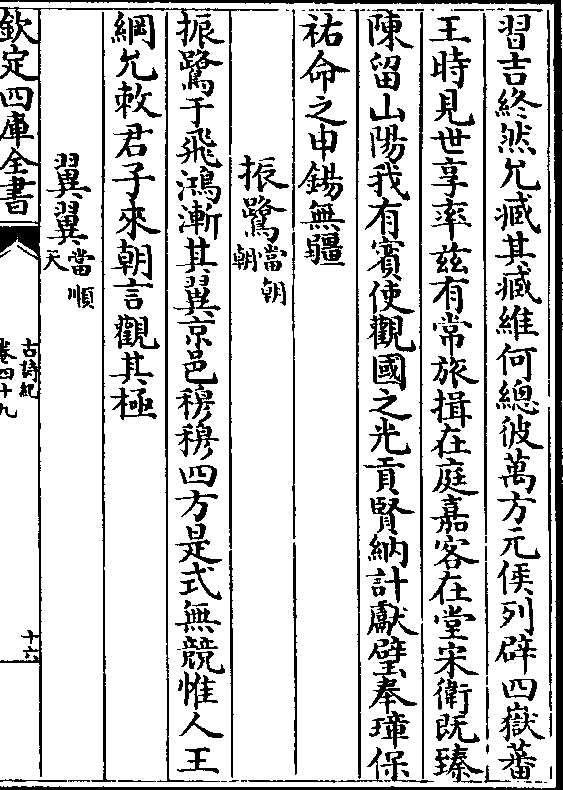 習吉終然允臧其臧維何總彼萬方元侯列辟四嶽蕃
王時見世享率兹有常旅揖在庭嘉客在堂宋衛既臻
陳留山陽我有賓使觀國之光貢賢納計獻璧奉璋保
祐命之申錫無疆
振鷺當朝朝
振鷺于飛鴻漸其翼京邑穆穆四方是式無競惟人王
綱允敕君子來朝言觀其極
翼翼當順天
欽定四庫全書
古詩紀
卷四十九
十六